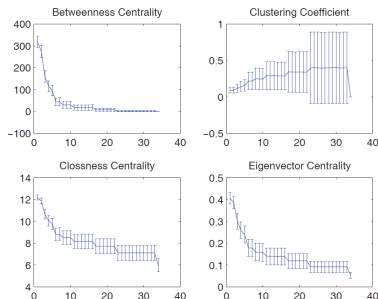 Betweenness Centrality
400
300
200
100
0
-100
0 10 20 30 40
Clustering Coefficient
1
0.5
0
-0.5
0 10 20 30 40
Clossness Centrality
14
12
10
8
6
4
0 10 20 30 40
Eigenvector Centrality
0.5
0.4
0.3
0.2
0.1
0
0 10 20 30 40